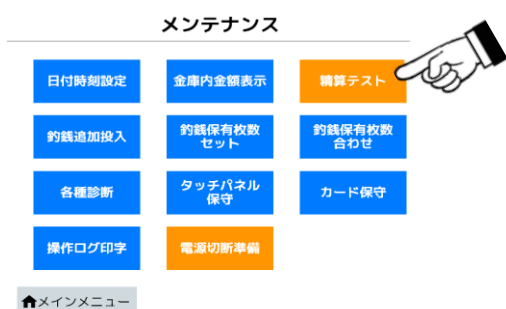 メンテナンス
日付時刻設定
金庫内金額表示
精算テスト
釣銭追加投入
釣銭保有枚数
セット
釣銭保有枚数
合わせ
各種診断
タッチパネル
保守
カード保守
操作ログ印字
電源切断準備
メインメニュー